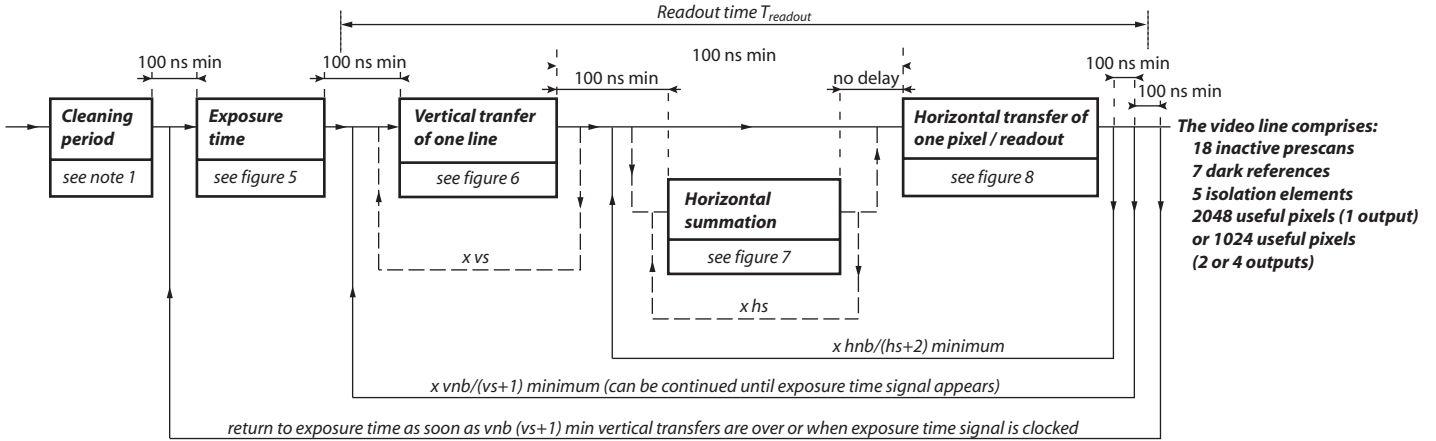 Readout time Treadout
100 ns min
100 ns min
100 ns min
100 ns min
100 ns min
no delay
100 ns min
Cleaning
period
see note 1
Exposure
time
see figure 5
Vertical tranfer
of one line
see figure 6
Horizontal
summation
see figure 7
Horizontal transfer of
one pixel / readout
see figure 8
The video line comprises:
18 inactive prescans
7 dark references
5 isolation elements
2048 useful pixels (1 output)
or 1024 useful pixels
(2 or 4 outputs)
x vs
x hs
x hnb/(hs+2) minimum
x vnb/(vs+1) minimum (can be continued until exposure time signal appears)
return to exposure time as soon as vnb (vs+1) min vertical transfers are over or when exposure time signal is clocked